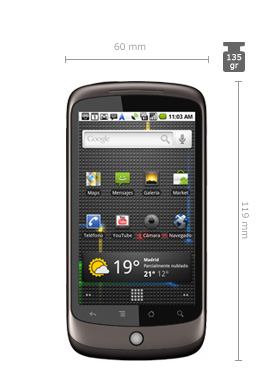 60 mm
135
gr
11:03 AM
Google
Maps Mensajes Galería Market
Teléfono YouTube Cámara Navegado
19° Madrid
Parcialmente nublado
21° 12°
119 mm